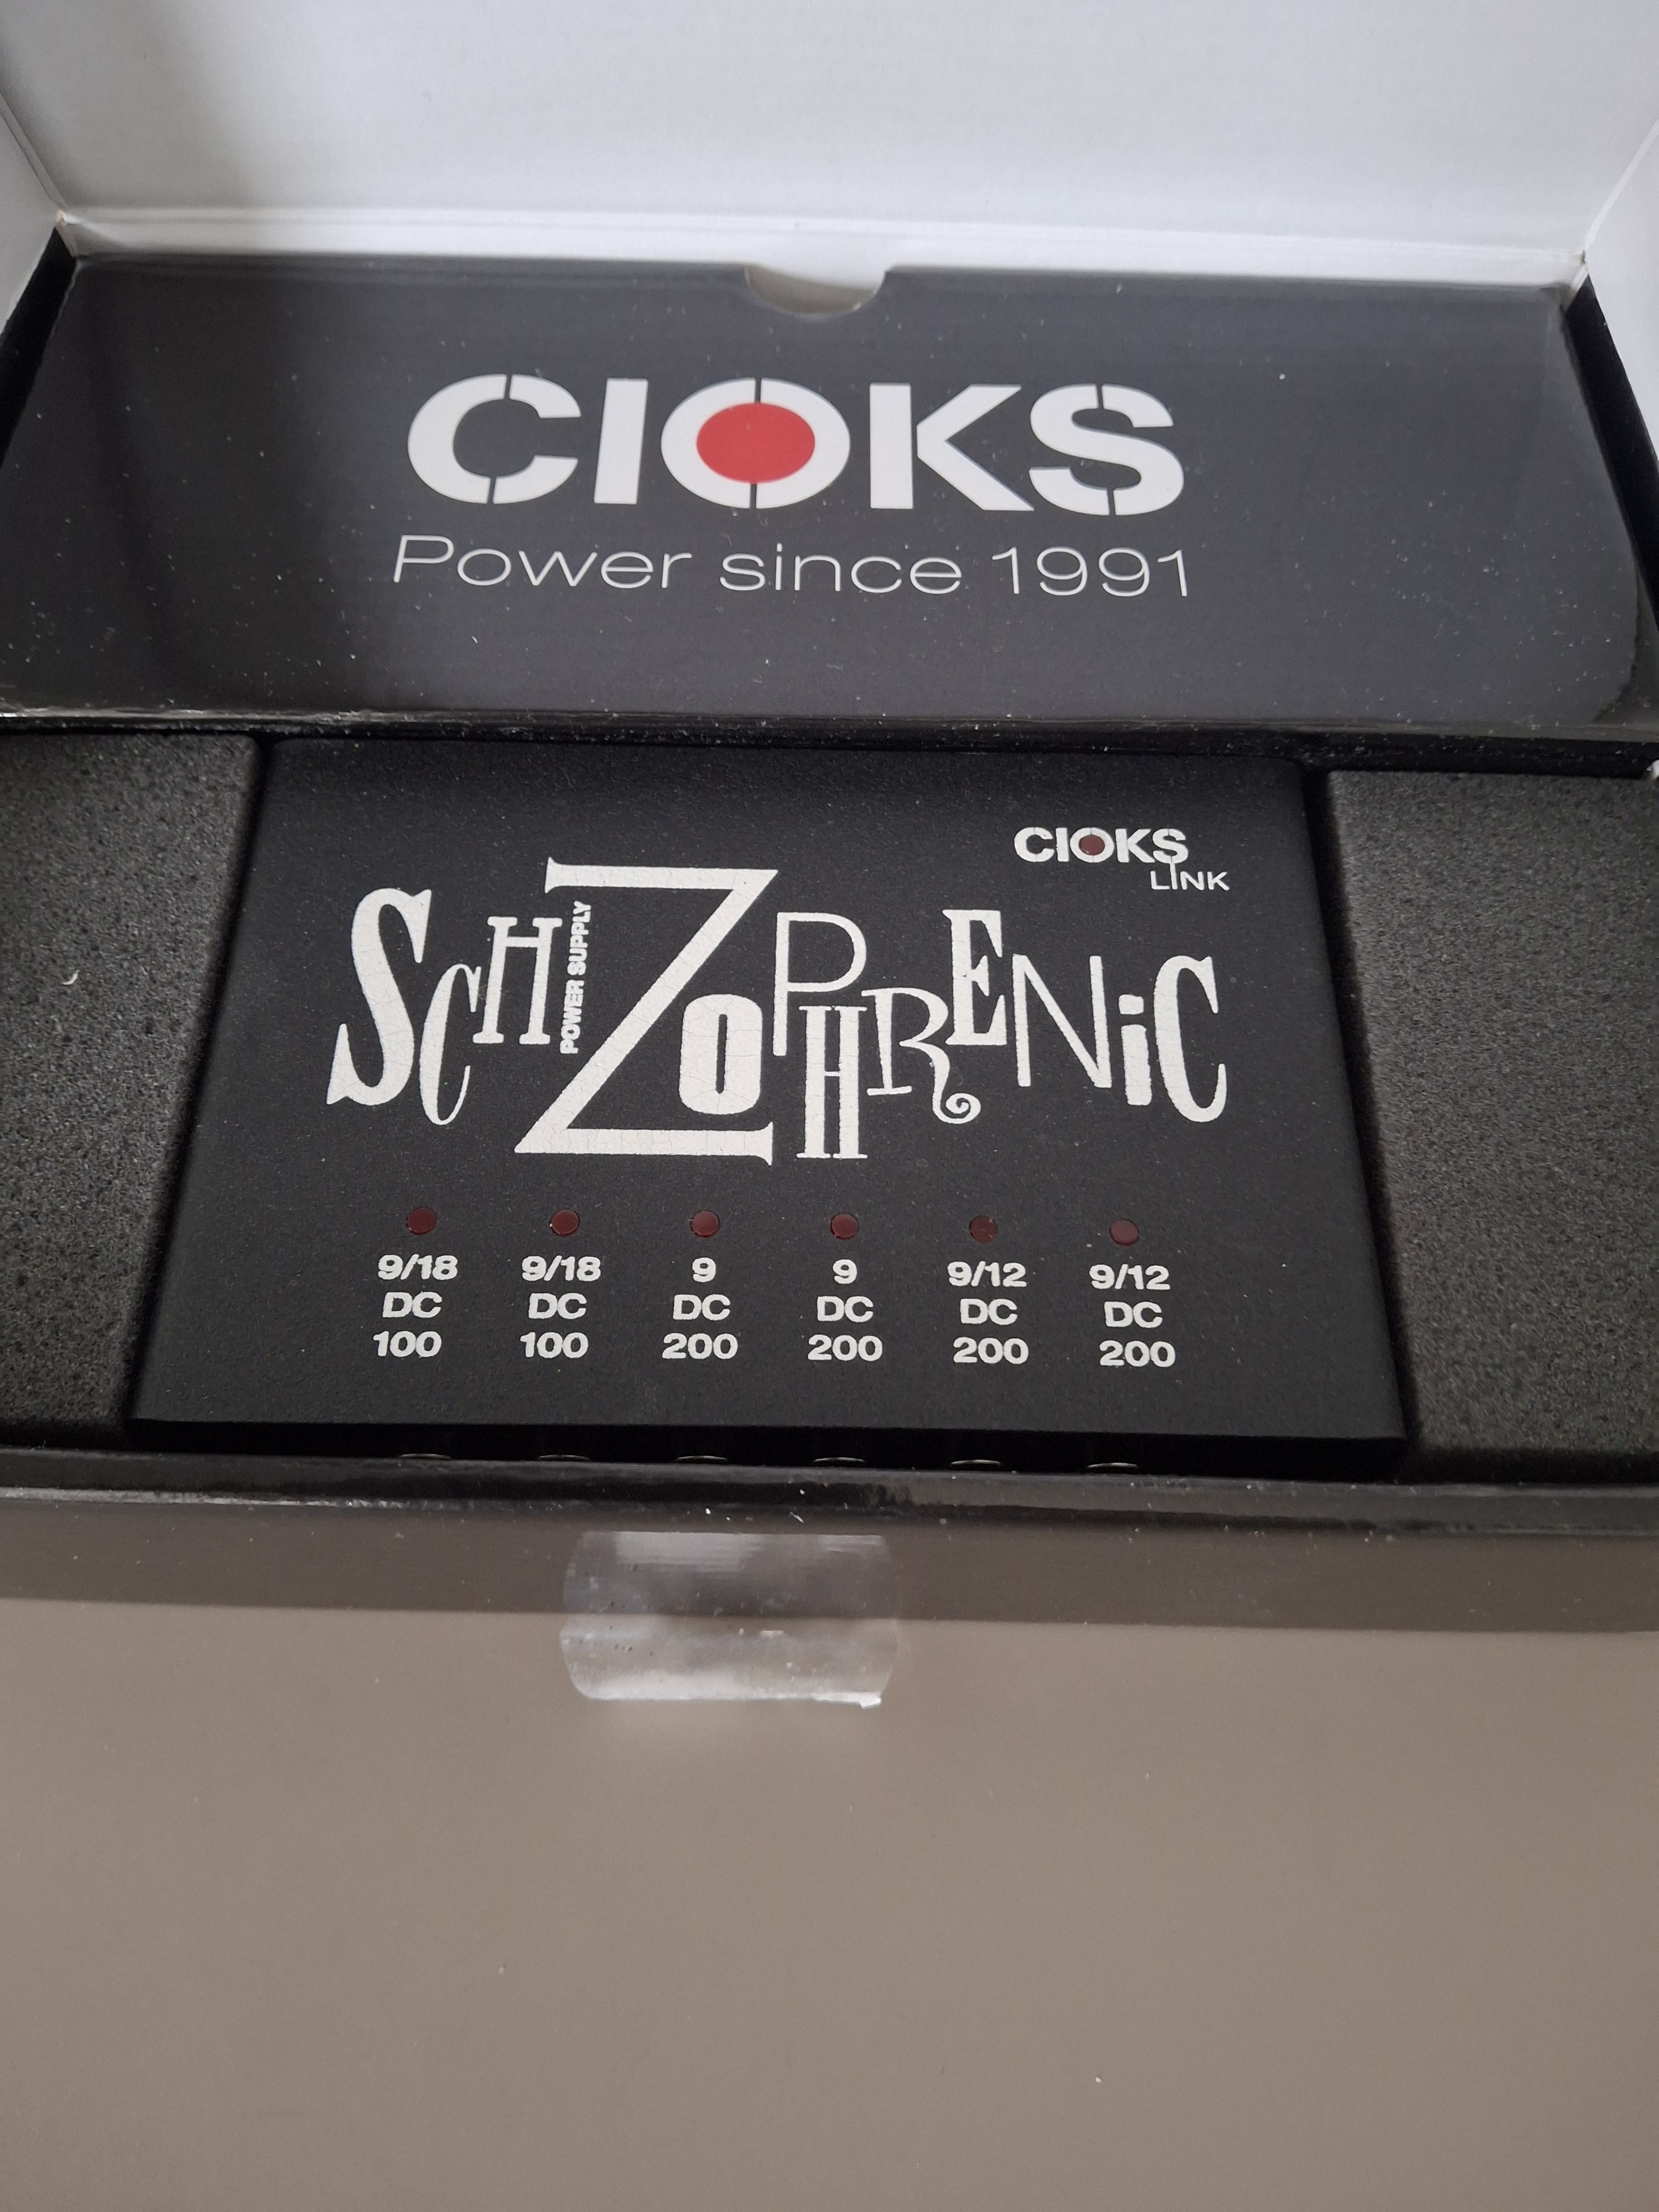 CIOKS
Power since 1991
CIOKS
LINK
SCHIZOPHRENiC
POWER SUPPLY
9/18 9/18 9 9 9/12 9/12
DC DC DC DC DC DC
100 100 200 200 200 200